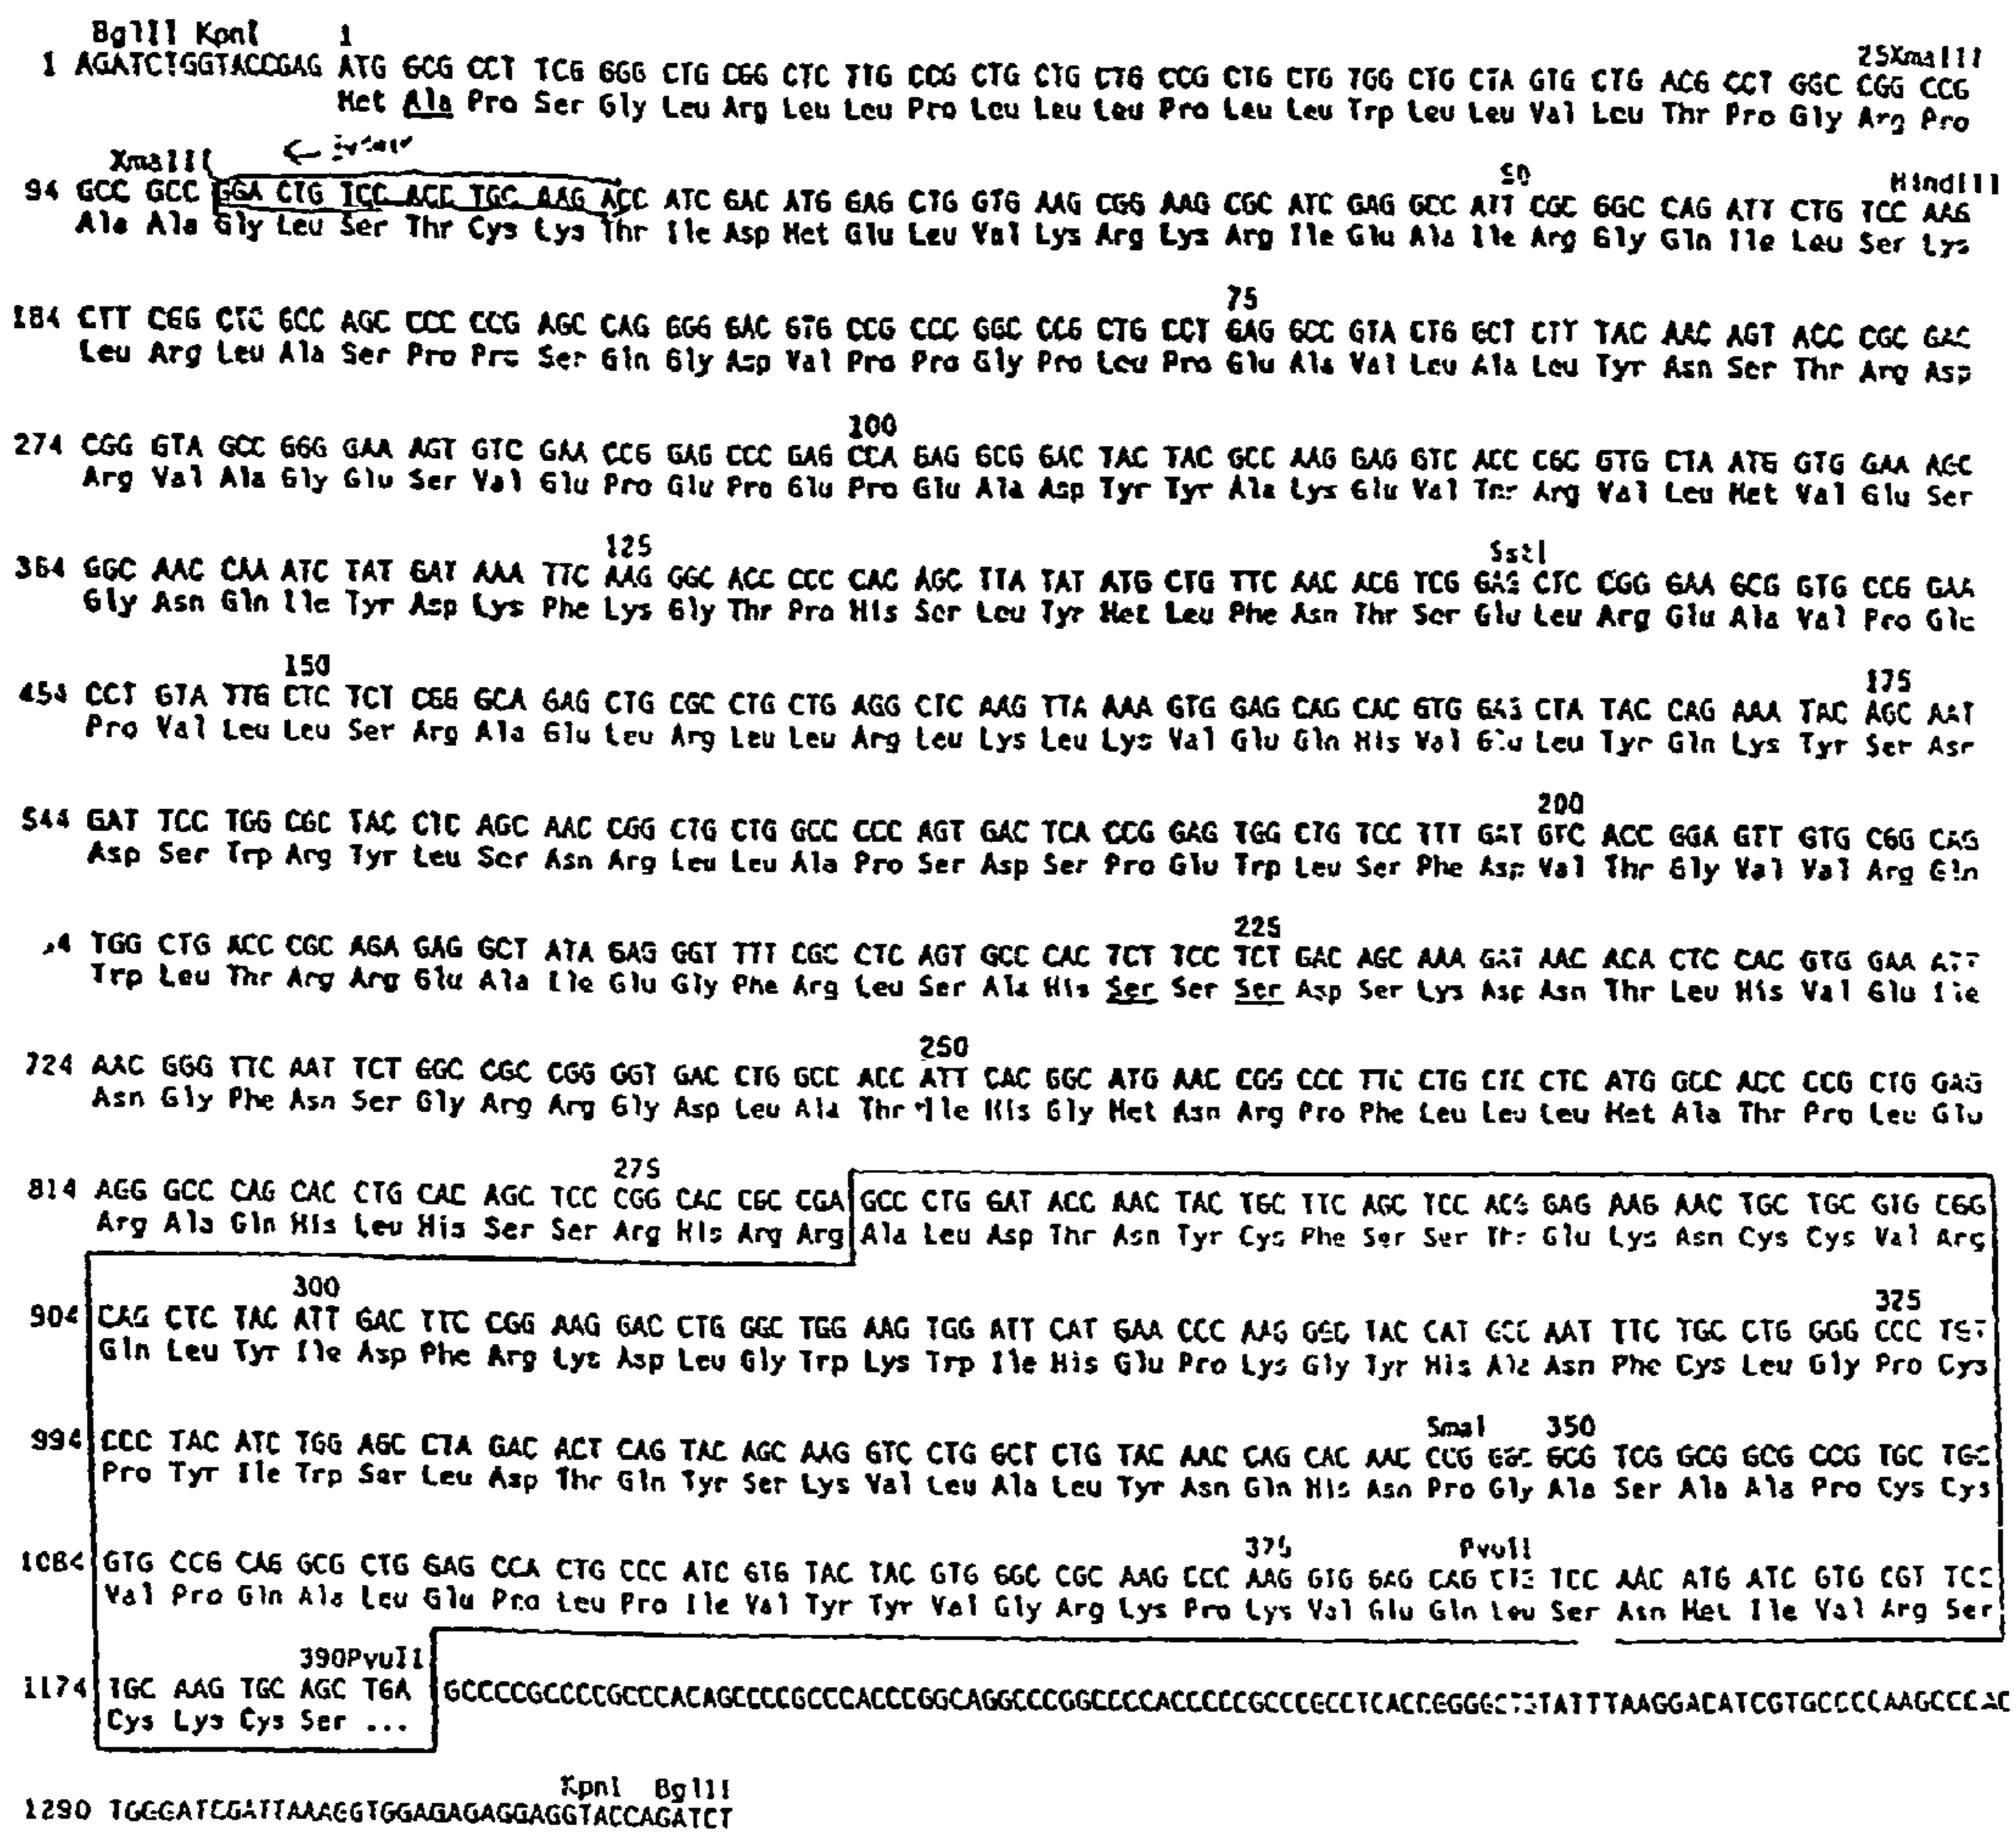 BglII KpnI 1 25XmaIII
1 AGATCTGGTACCGAG ATG GCG CCT TCG GGG CTG CGG CTC TTG CCG CTG CTG CTG CCG CTG CTG TGG CTG CTA GTG CTG ACG CCT GGC CGG CCG
Met Ala Pro Ser Gly Leu Arg Leu Leu Pro Leu Leu Leu Pro Leu Leu Trp Leu Leu Val Leu Thr Pro Gly Arg Pro
XmaIII ← 50 HindIII
94 GCC GCC GGA CTG TCC ACC TGC AAG ACC ATC GAC ATG GAG CTG GTG AAG CGG AAG CGC ATC GAG GCC ATT CGC GGC CAG ATT CTG TCC AAG
Ala Ala Gly Leu Ser Thr Cys Lys Thr Ile Asp Met Glu Leu Val Lys Arg Lys Arg Ile Glu Ala Ile Arg Gly Gln Ile Leu Ser Lys
75
184 CTT CGG CTC GCC AGC CCC CCG AGC CAG GGG GAC GTG CCG CCC GGC CCG CTG CCT GAG GCC GTA CTG GCT CTT TAC AAC AGT ACC CGC GAC
Leu Arg Leu Ala Ser Pro Pro Ser Gln Gly Asp Val Pro Pro Gly Pro Leu Pro Glu Ala Val Leu Ala Leu Tyr Asn Ser Thr Arg Asp
100
274 CGG GTA GCC GGG GAA AGT GTC GAA CCG GAG CCC GAG CCA GAG GCG GAC TAC TAC GCC AAG GAG GTC ACC CGC GTG CTA ATG GTG GAA AGC
Arg Val Ala Gly Glu Ser Val Glu Pro Glu Pro Glu Pro Glu Ala Asp Tyr Tyr Ala Lys Glu Val Thr Arg Val Leu Met Val Glu Ser
125 SstI
364 GGC AAC CAA ATC TAT GAT AAA TTC AAG GGC ACC CCC CAC AGC TTA TAT ATG CTG TTC AAC ACG TCG GAG CTC CGG GAA GCG GTG CCG GAA
Gly Asn Gln Ile Tyr Asp Lys Phe Lys Gly Thr Pro His Ser Leu Tyr Met Leu Phe Asn Thr Ser Glu Leu Arg Glu Ala Val Pro Glu
150 175
454 CCT GTA TTG CTC TCT CGG GCA GAG CTG CGC CTG CTG AGG CTC AAG TTA AAA GTG GAG CAG CAC GTG GAG CTA TAC CAG AAA TAC AGC AAT
Pro Val Leu Leu Ser Arg Ala Glu Leu Arg Leu Leu Arg Leu Lys Leu Lys Val Glu Gln His Val Glu Leu Tyr Gln Lys Tyr Ser Asn
200
544 GAT TCC TGG CGC TAC CTC AGC AAC CGG CTG CTG GCC CCC AGT GAC TCA CCG GAG TGG CTG TCC TTT GAT GTC ACC GGA GTT GTG CGG CAG
Asp Ser Trp Arg Tyr Leu Ser Asn Arg Leu Leu Ala Pro Ser Asp Ser Pro Glu Trp Leu Ser Phe Asp Val Thr Gly Val Val Arg Gln
225
4 TGG CTG ACC CGC AGA GAG GCT ATA GAG GGT TTT CGC CTC AGT GCC CAC TCT TCC TCT GAC AGC AAA GAT AAC ACA CTC CAC GTG GAA ATT
Trp Leu Thr Arg Arg Glu Ala Ile Glu Gly Phe Arg Leu Ser Ala His Ser Ser Ser Asp Ser Lys Asp Asn Thr Leu His Val Glu Ile
250
724 AAC GGG TTC AAT TCT GGC CGC CGG GGT GAC CTG GCC ACC ATT CAC GGC ATG AAC CGG CCC TTC CTG CTC CTC ATG GCC ACC CCG CTG GAG
Asn Gly Phe Asn Ser Gly Arg Arg Gly Asp Leu Ala Thr Ile His Gly Met Asn Arg Pro Phe Leu Leu Leu Met Ala Thr Pro Leu Glu
275
814 AGG GCC CAG CAC CTG CAC AGC TCC CGG CAC CGC CGA GCC CTG GAT ACC AAC TAC TGC TTC AGC TCC ACG GAG AAG AAC TGC TGC GTG CGG
Arg Ala Gln His Leu His Ser Ser Arg His Arg Arg Ala Leu Asp Thr Asn Tyr Cys Phe Ser Ser Thr Glu Lys Asn Cys Cys Val Arg
300 325
904 CAG CTC TAC ATT GAC TTC CGG AAG GAC CTG GGC TGG AAG TGG ATT CAT GAA CCC AAG GGC TAC CAT GCC AAT TTC TGC CTG GGG CCC TGT
Gln Leu Tyr Ile Asp Phe Arg Lys Asp Leu Gly Trp Lys Trp Ile His Glu Pro Lys Gly Tyr His Ala Asn Phe Cys Leu Gly Pro Cys
SmaI 350
994 CCC TAC ATC TGG AGC CTA GAC ACT CAG TAC AGC AAG GTC CTG GCT CTG TAC AAC CAG CAC AAC CCG GGC GCG TCG GCG GCG CCG TGC TGC
Pro Tyr Ile Trp Ser Leu Asp Thr Gln Tyr Ser Lys Val Leu Ala Leu Tyr Asn Gln His Asn Pro Gly Ala Ser Ala Ala Pro Cys Cys
375 PvuII
1084 GTG CCG CAG GCG CTG GAG CCA CTG CCC ATC GTG TAC TAC GTG GGC CGC AAG CCC AAG GTG GAG CAG CTG TCC AAC ATG ATC GTG CGT TCC
Val Pro Gln Ala Leu Glu Pro Leu Pro Ile Val Tyr Tyr Val Gly Arg Lys Pro Lys Val Glu Gln Leu Ser Asn Met Ile Val Arg Ser
390PvuII
1174 TGC AAG TGC AGC TGA GCCCCGCCCCGCCCACAGCCCCGCCCACCCGGCAGGCCCGGCCCCACCCCCGCCCGCCTCACCGGGGCTGTATTTAAGGACATCGTGCCCCAAGCCCAC
Cys Lys Cys Ser ...
KpnI BglII
1290 TGGGATCGATTAAAGGTGGAGAGAGGAGGTACCAGATCT